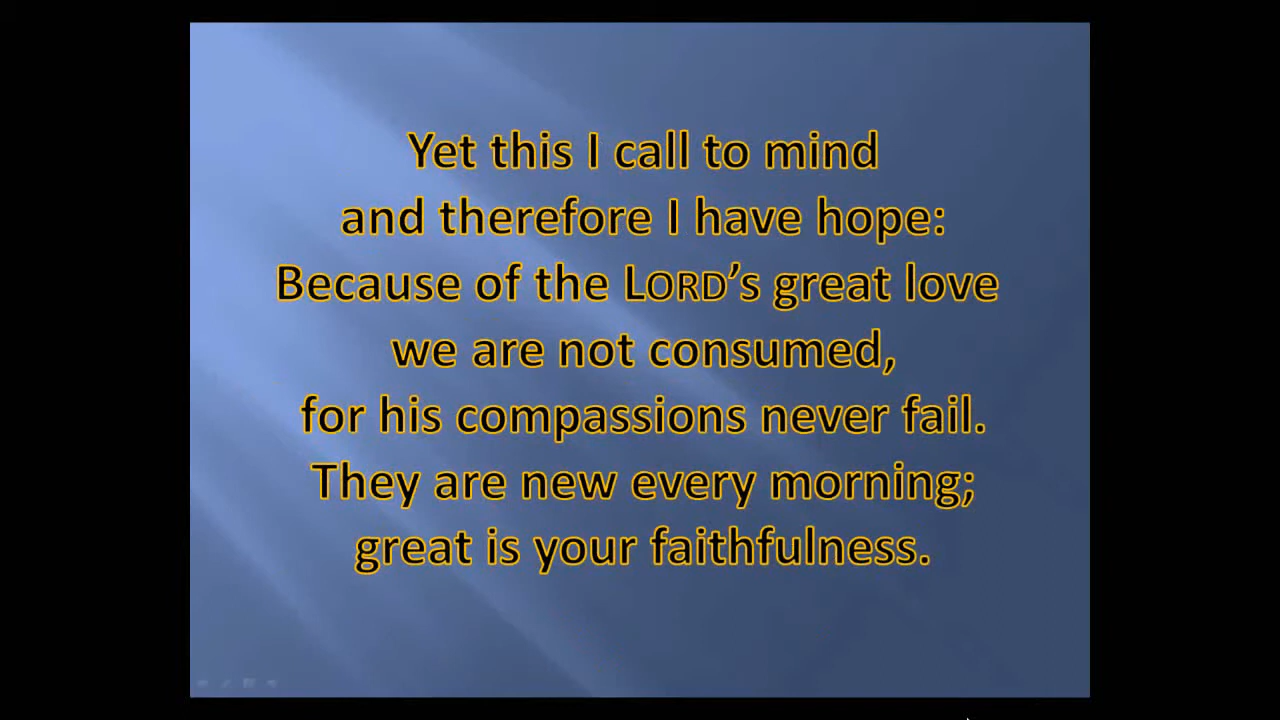 Yet this I call to mind
and therefore I have hope:
Because of the LORD’s great love
we are not consumed,
for his compassions never fail.
They are new every morning;
great is your faithfulness.